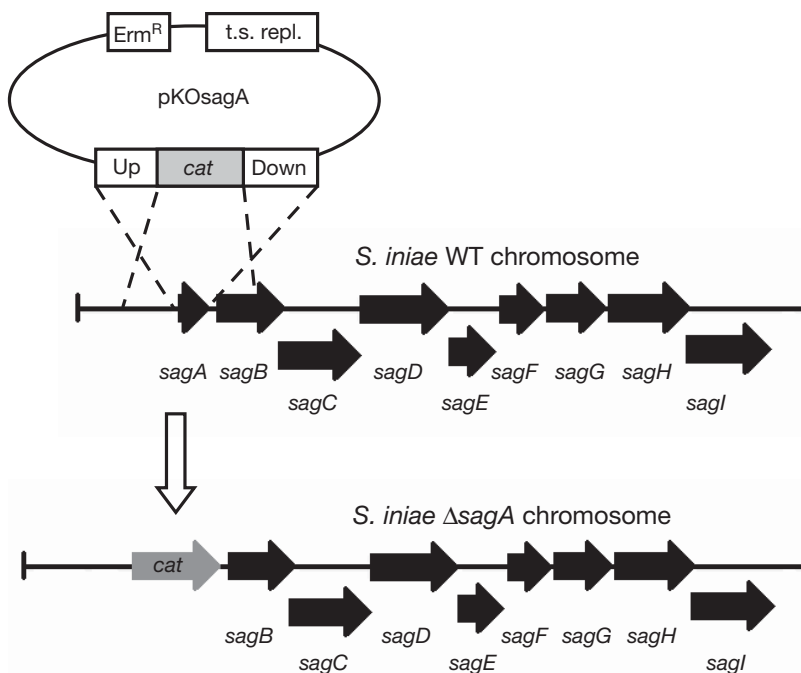 Erm^R t.s. repl.
pKOsagA
Up cat Down
S. iniae WT chromosome
sagA sagB sagD sagF sagG sagH
sagC sagE sagI
S. iniae ΔsagA chromosome
cat
sagB sagD sagF sagG sagH
sagC sagE sagI